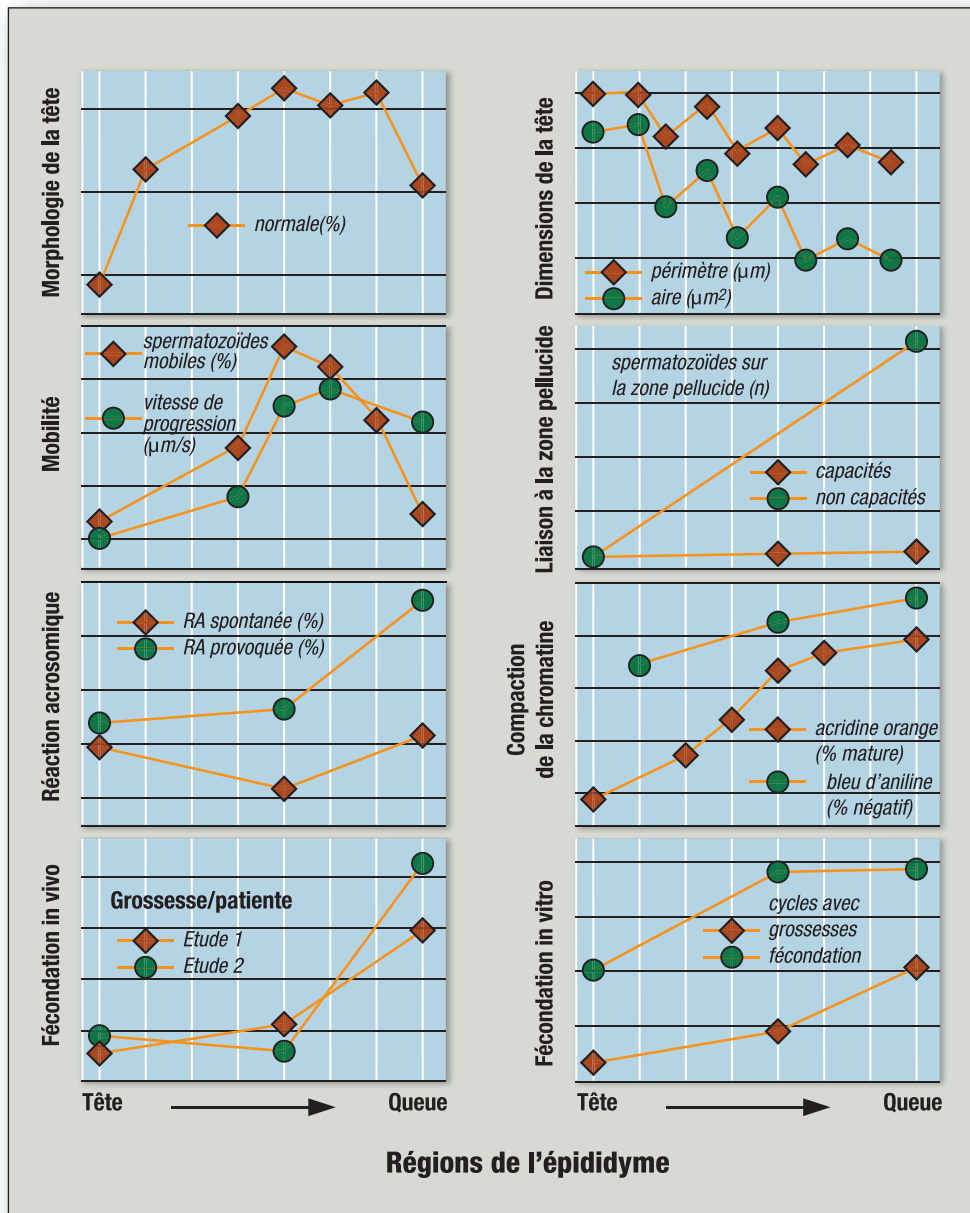 Morphologie de la tête
normale(%)
Dimensions de la tête
périmètre (µm)
aire (µm²)
Mobilité
spermatozoïdes
mobiles (%)
vitesse de
progression
(µm/s)
Liaison à la zone pellucide
spermatozoïdes sur
la zone pellucide (n)
capacités
non capacités
Réaction acrosomique
RA spontanée (%)
RA provoquée (%)
Compaction
de la chromatine
acridine orange
(% mature)
bleu d'aniline
(% négatif)
Fécondation in vivo
Grossesse/patiente
Etude 1
Etude 2
Fécondation in vitro
cycles avec
grossesses
fécondation
Tête
Queue
Tête
Queue
Régions de l'épididyme